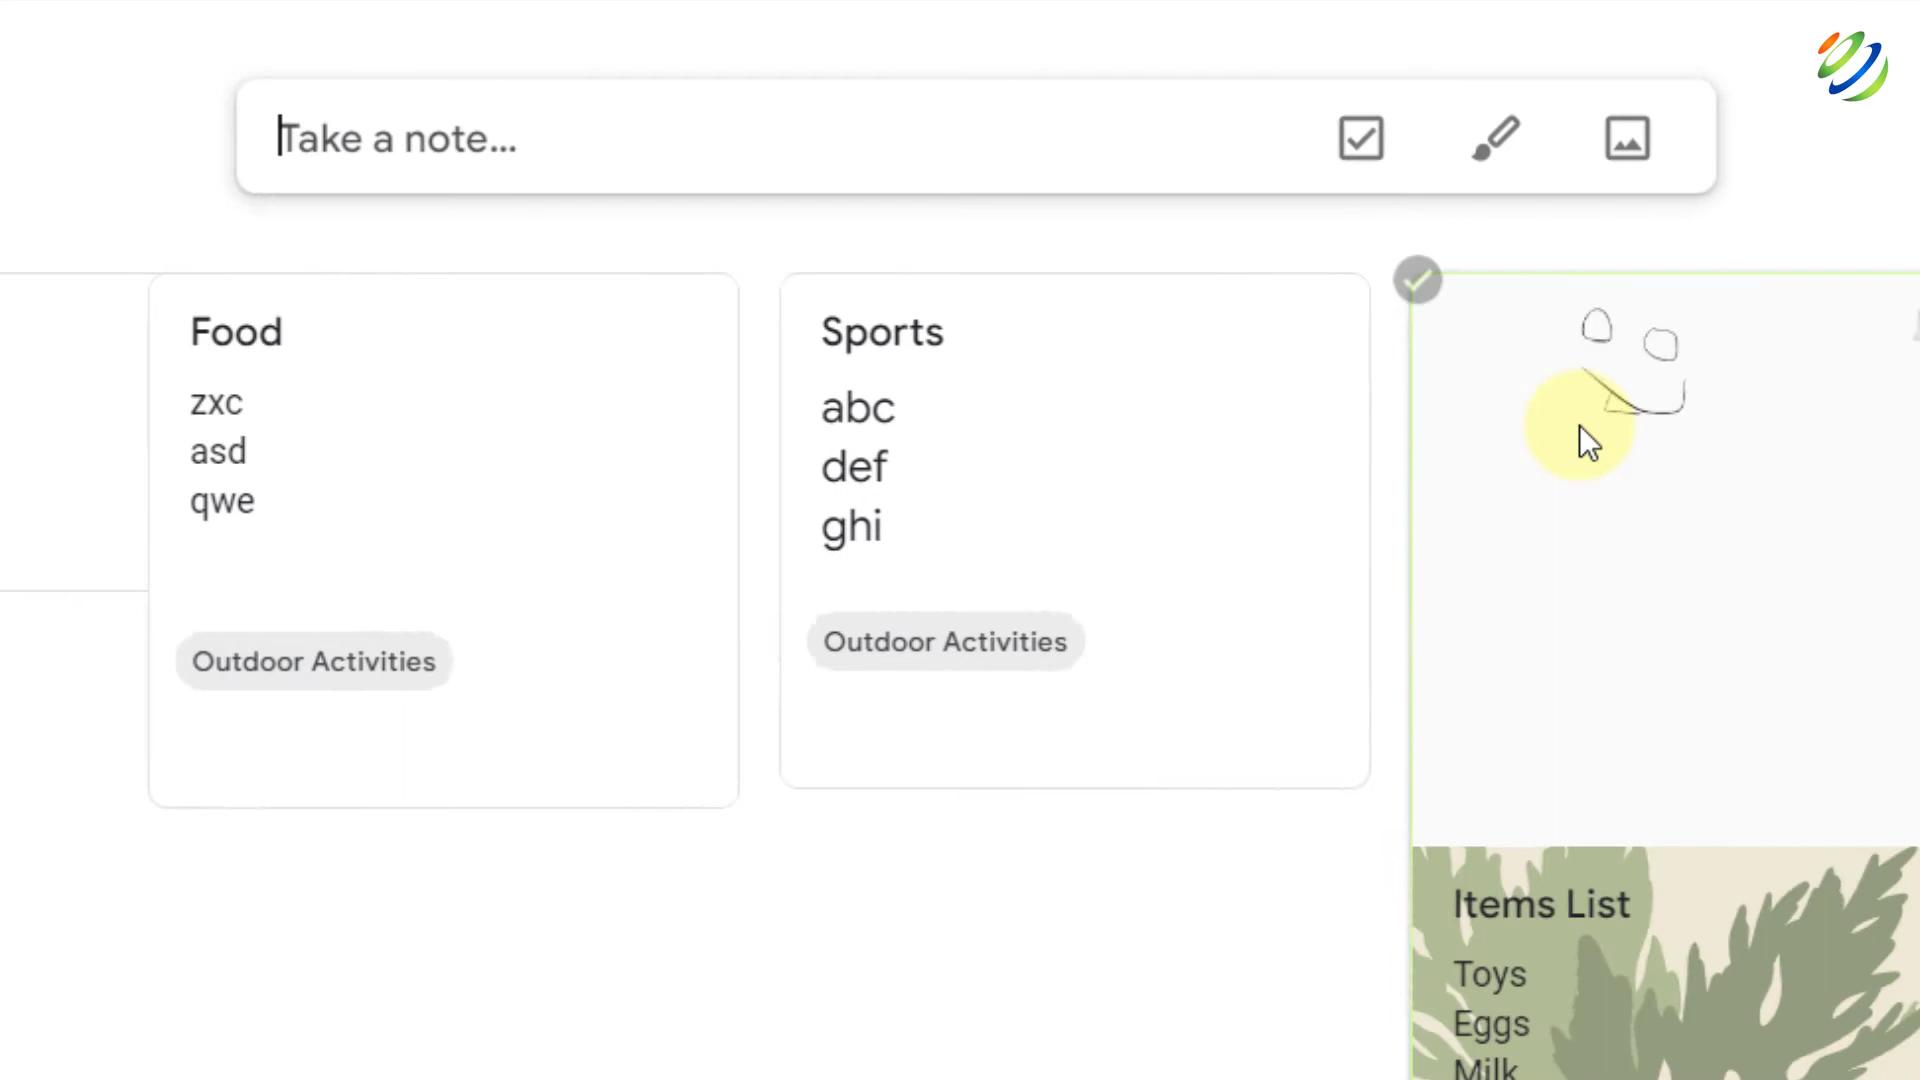 Take a note...
Food
zxc
asd
qwe
Outdoor Activities
Sports
abc
def
ghi
Outdoor Activities
Items List
Toys
Eggs
Milk